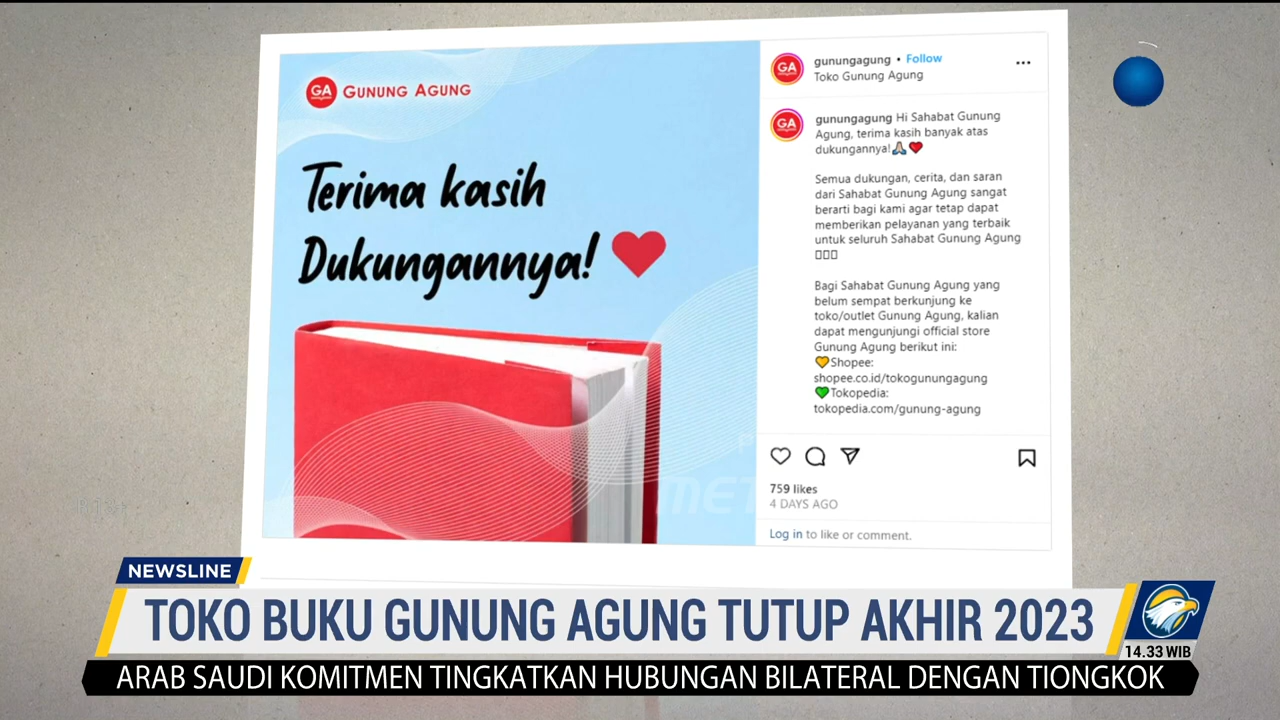 GA GUNUNG AGUNG
Terima kasih
Dukungannya!
GA
gunungagung • Follow
Toko Gunung Agung
GA
gunungagung Hi Sahabat Gunung
Agung, terima kasih banyak atas
dukungannya!🙏🏻❤️
Semua dukungan, cerita, dan saran
dari Sahabat Gunung Agung sangat
berarti bagi kami agar tetap dapat
memberikan pelayanan yang terbaik
untuk seluruh Sahabat Gunung Agung
Bagi Sahabat Gunung Agung yang
belum sempat berkunjung ke
toko/outlet Gunung Agung, kalian
dapat mengunjungi official store
Gunung Agung berikut ini:
💛Shopee:
shopee.co.id/tokogunungagung
💚Tokopedia:
tokopedia.com/gunung-agung
759 likes
4 DAYS AGO
Log in to like or comment.
NEWSLINE
TOKO BUKU GUNUNG AGUNG TUTUP AKHIR 2023
14.33 WIB
ARAB SAUDI KOMITMEN TINGKATKAN HUBUNGAN BILATERAL DENGAN TIONGKOK